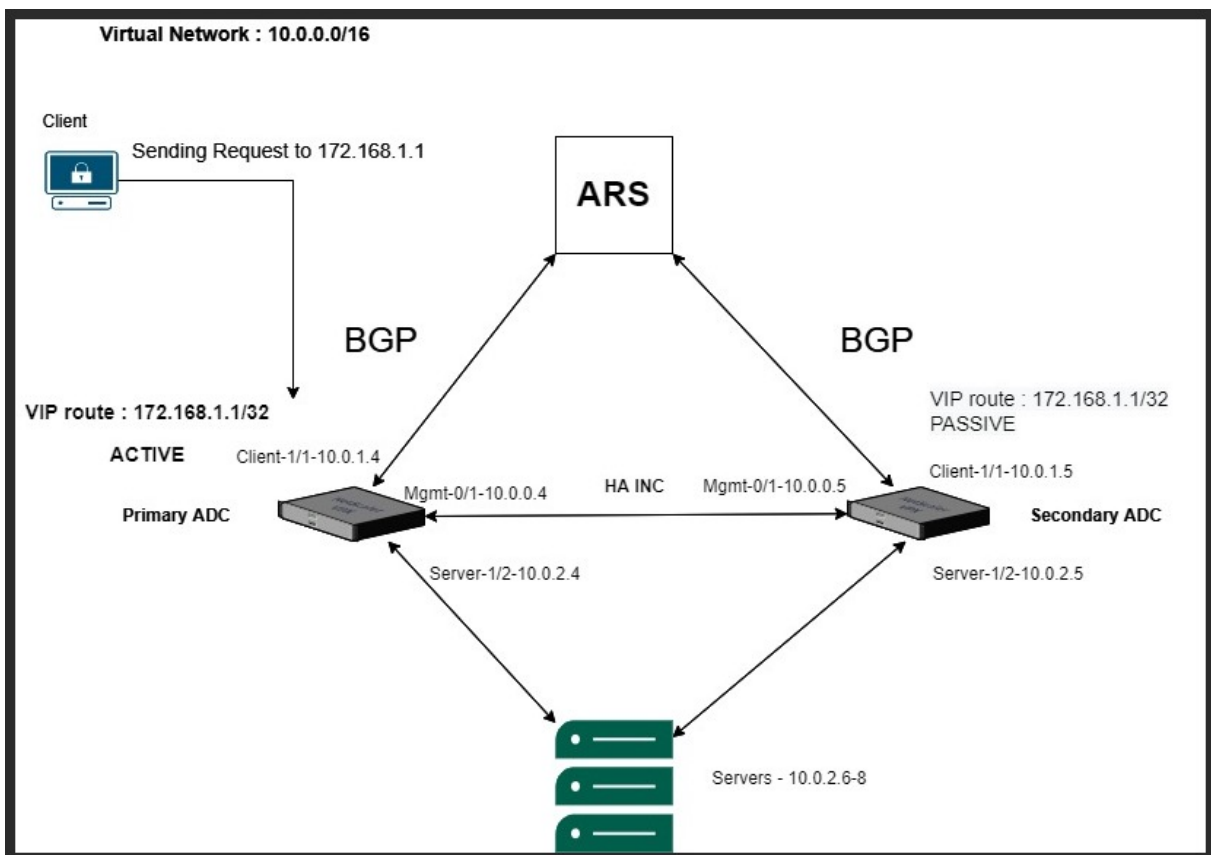 Virtual Network : 10.0.0.0/16
Client
Sending Request to 172.168.1.1
ARS
BGP
BGP
VIP route : 172.168.1.1/32
ACTIVE
VIP route : 172.168.1.1/32
PASSIVE
Client-1/1-10.0.1.4
Client-1/1-10.0.1.5
Mgmt-0/1-10.0.0.4
HA INC
Mgmt-0/1-10.0.0.5
Primary ADC
Secondary ADC
Server-1/2-10.0.2.4
Server-1/2-10.0.2.5
Servers - 10.0.2.6-8